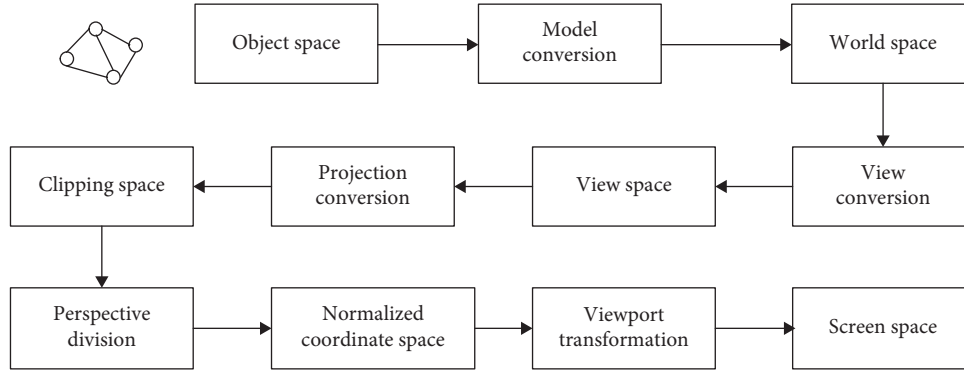 Object space
Model
conversion
World space
Clipping space
Projection
conversion
View space
View
conversion
Perspective
division
Normalized
coordinate space
Viewport
transformation
Screen space